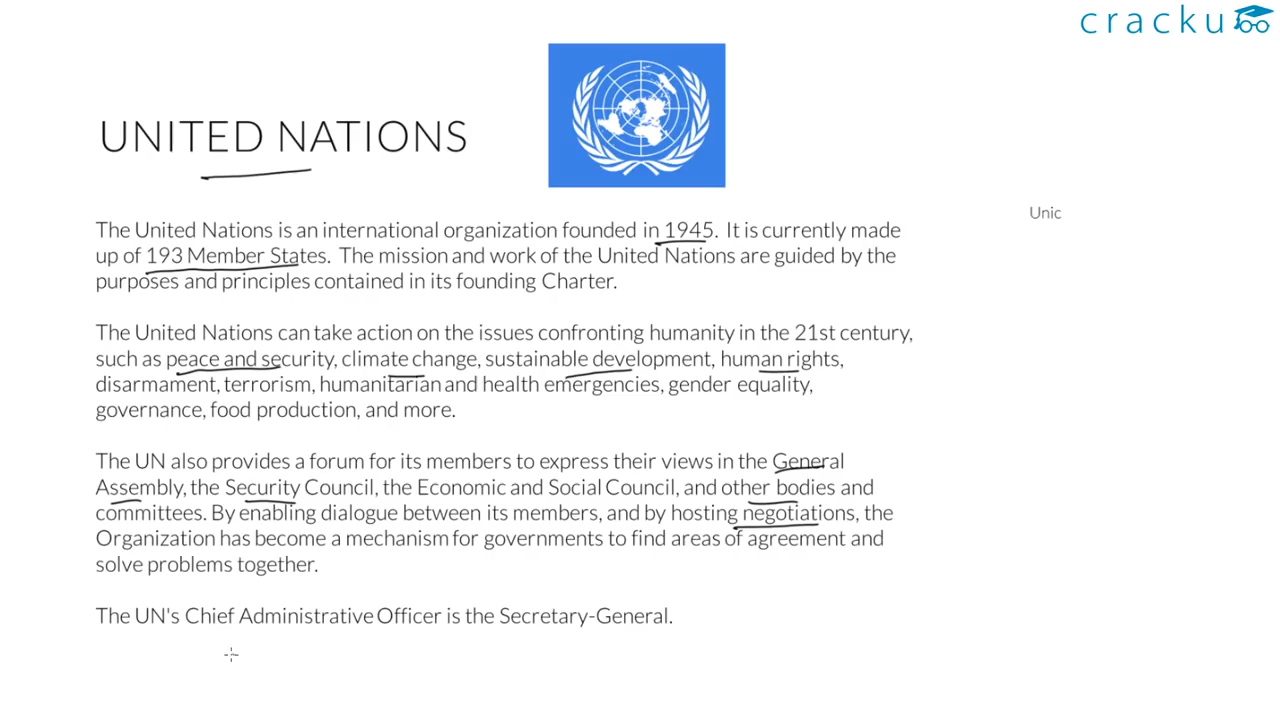 cracku
UNITED NATIONS
Unic
The United Nations is an international organization founded in 1945. It is currently made
up of 193 Member States. The mission and work of the United Nations are guided by the
purposes and principles contained in its founding Charter.
The United Nations can take action on the issues confronting humanity in the 21st century,
such as peace and security, climate change, sustainable development, human rights,
disarmament, terrorism, humanitarian and health emergencies, gender equality,
governance, food production, and more.
The UN also provides a forum for its members to express their views in the General
Assembly, the Security Council, the Economic and Social Council, and other bodies and
committees. By enabling dialogue between its members, and by hosting negotiations, the
Organization has become a mechanism for governments to find areas of agreement and
solve problems together.
The UN's Chief Administrative Officer is the Secretary-General.